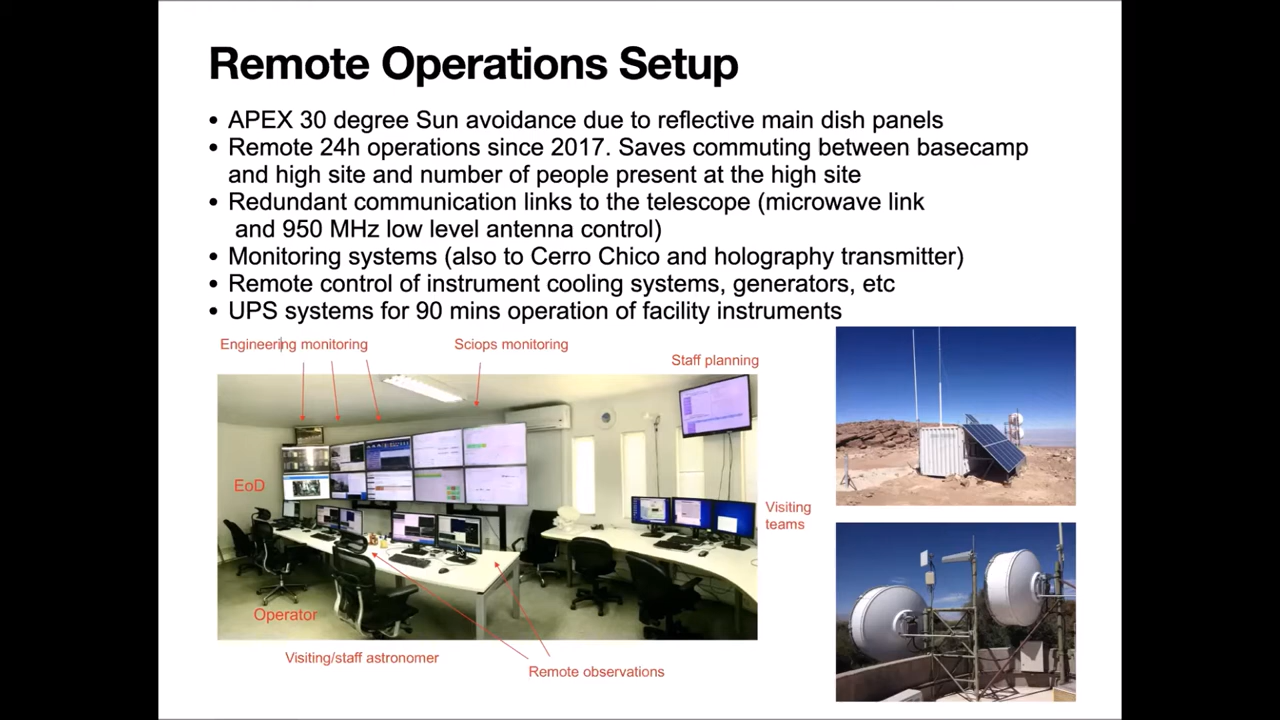 Remote Operations Setup
• APEX 30 degree Sun avoidance due to reflective main dish panels
• Remote 24h operations since 2017. Saves commuting between basecamp
and high site and number of people present at the high site
• Redundant communication links to the telescope (microwave link
and 950 MHz low level antenna control)
• Monitoring systems (also to Cerro Chico and holography transmitter)
• Remote control of instrument cooling systems, generators, etc
• UPS systems for 90 mins operation of facility instruments
Engineering monitoring
Sciops monitoring
Staff planning
EoD
Visiting
teams
Operator
Visiting/staff astronomer
Remote observations